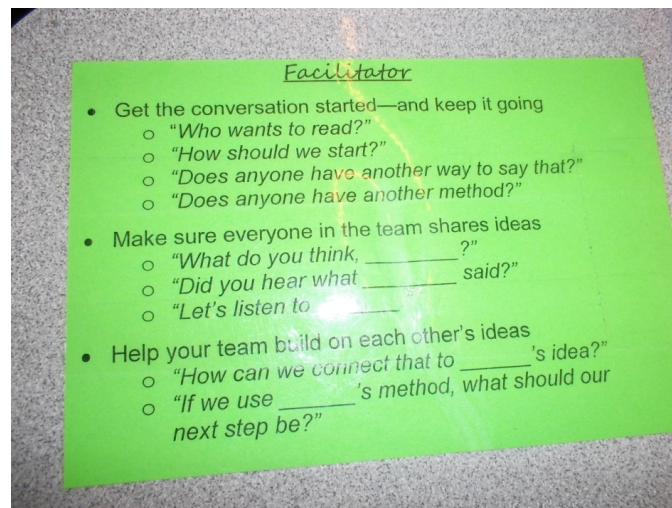 Facilitator
• Get the conversation started—and keep it going
o "Who wants to read?"
o "How should we start?"
o "Does anyone have another way to say that?"
o "Does anyone have another method?"
• Make sure everyone in the team shares ideas
o "What do you think, ________?"
o "Did you hear what ________ said?"
o "Let's listen to ________
• Help your team build on each other's ideas
o "How can we connect that to ______'s idea?"
o "If we use _______'s method, what should our
next step be?"